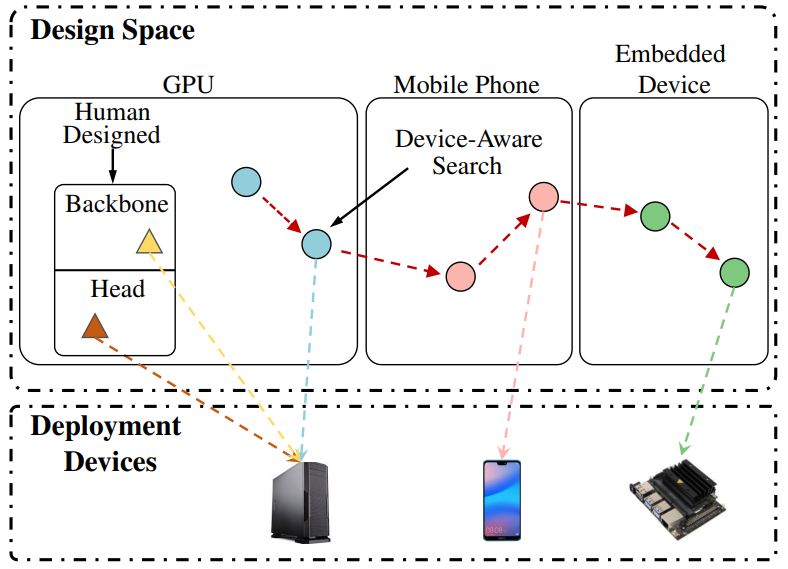 Design Space
GPU
Mobile Phone
Embedded
Device
Human
Designed
Backbone
Head
Device-Aware
Search
Deployment
Devices